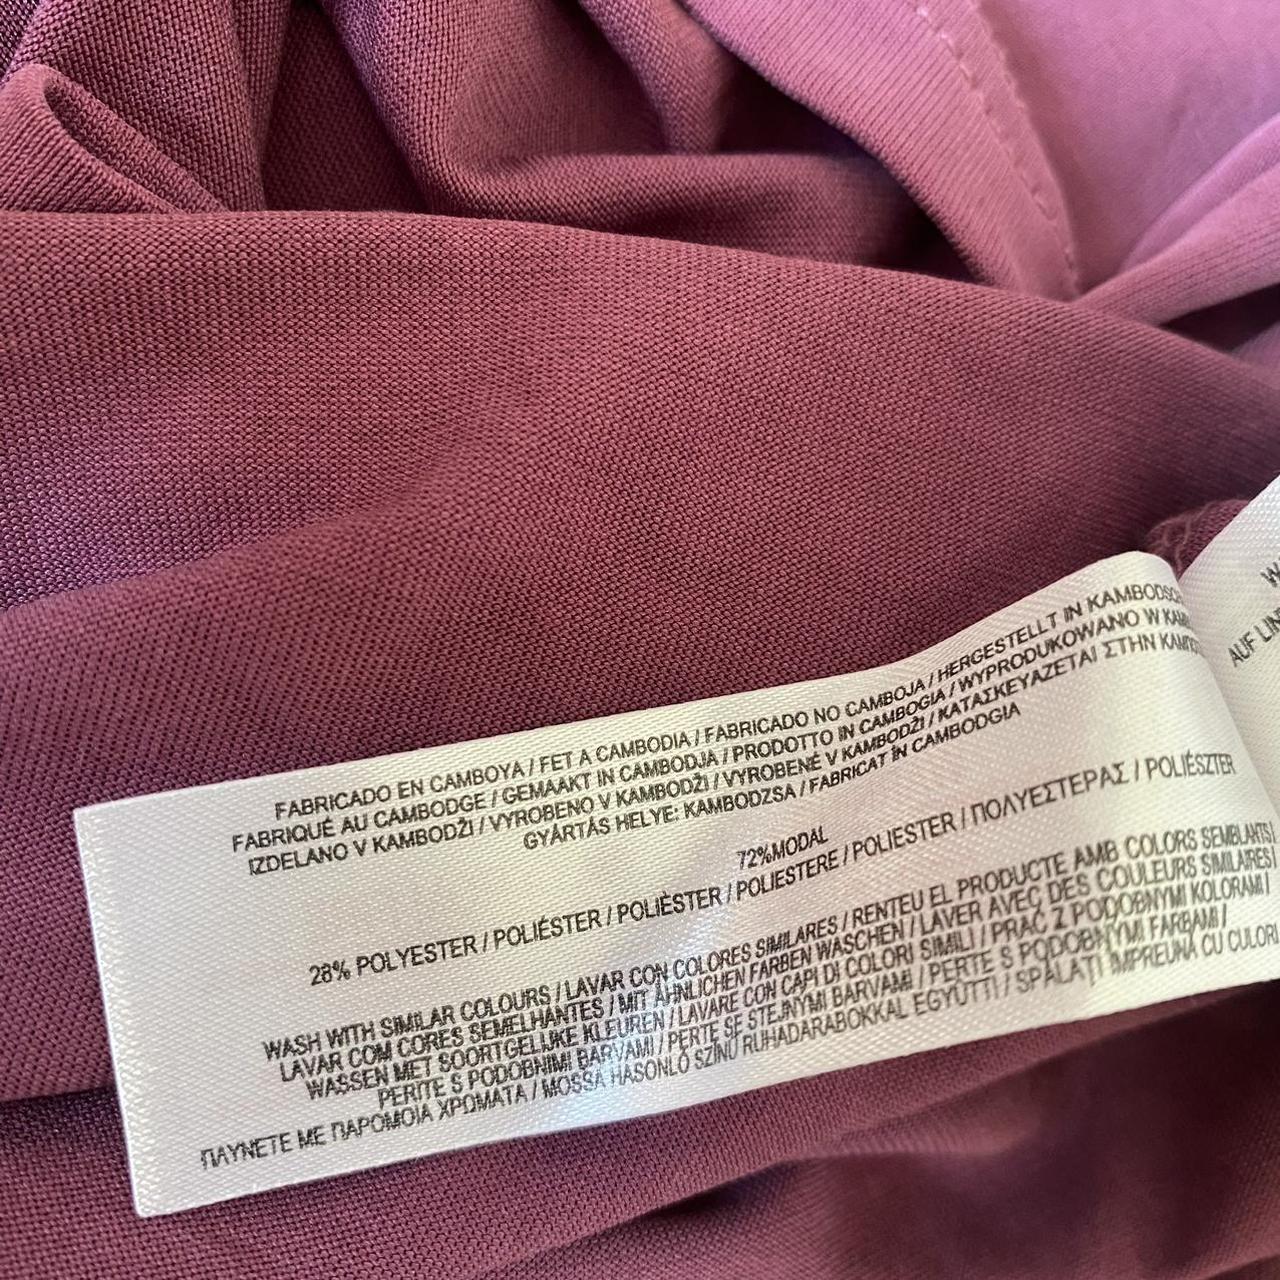 FABRICADO EN CAMBOYA / FET A CAMBODIA / FABRICADO NO CAMBOJA / HERGESTELLT IN
FABRIQUÉ AU CAMBODGE / GEMAAKT IN CAMBODJA / PRODOTTO IN CAMBOGIA / WYPRODUKOWANO W
IZDELANO V KAMBODŽI / VYROBENO V KAMBODŽI / VYROBENÉ V KAMBODŽI / ΚΑΤΑΣΚΕΥΑΖΕΤΑΙ ΣΤΗΝ
GYÁRTÁS HELYE: KAMBODZSA / FABRICAT ÎN CAMBODGIA
72%MODAL
28% POLYESTER / POLIÉSTER / POLIÈSTER / POLIESTERE / POLIESTER / ΠΟΛΥΕΣΤΕΡΑΣ / POLIÉSZTER
WASH WITH SIMILAR COLOURS / LAVAR CON COLORES SIMILARES / RENTEU EL PRODUCTE AMB COLORS SEMBLANTS /
LAVAR COM CORES SEMELHANTES / MIT ÄHNLICHEN FARBEN WASCHEN / LAVER AVEC DES COULEURS SIMILAIRES /
WASSEN MET SOORTGELIJKE KLEUREN / LAVARE CON CAPI DI COLORI SIMILI / PRAĆ Z PODOBNYMI KOLORAMI /
PERITE S PODOBNIMI BARVAMI / PERTE SE STEJNÝMI BARVAMI / PERTE S PODOBNÝMI FARBAMI /
ΠΛΥΝΕΤΕ ΜΕ ΠΑΡΟΜΟΙΑ ΧΡΩΜΑΤΑ / MOSSA HASONLÓ SZÍNŰ RUHADARABOKKAL EGYÜTT / SPĂLAȚI ÎMPREUNĂ CU CULORI
AUF